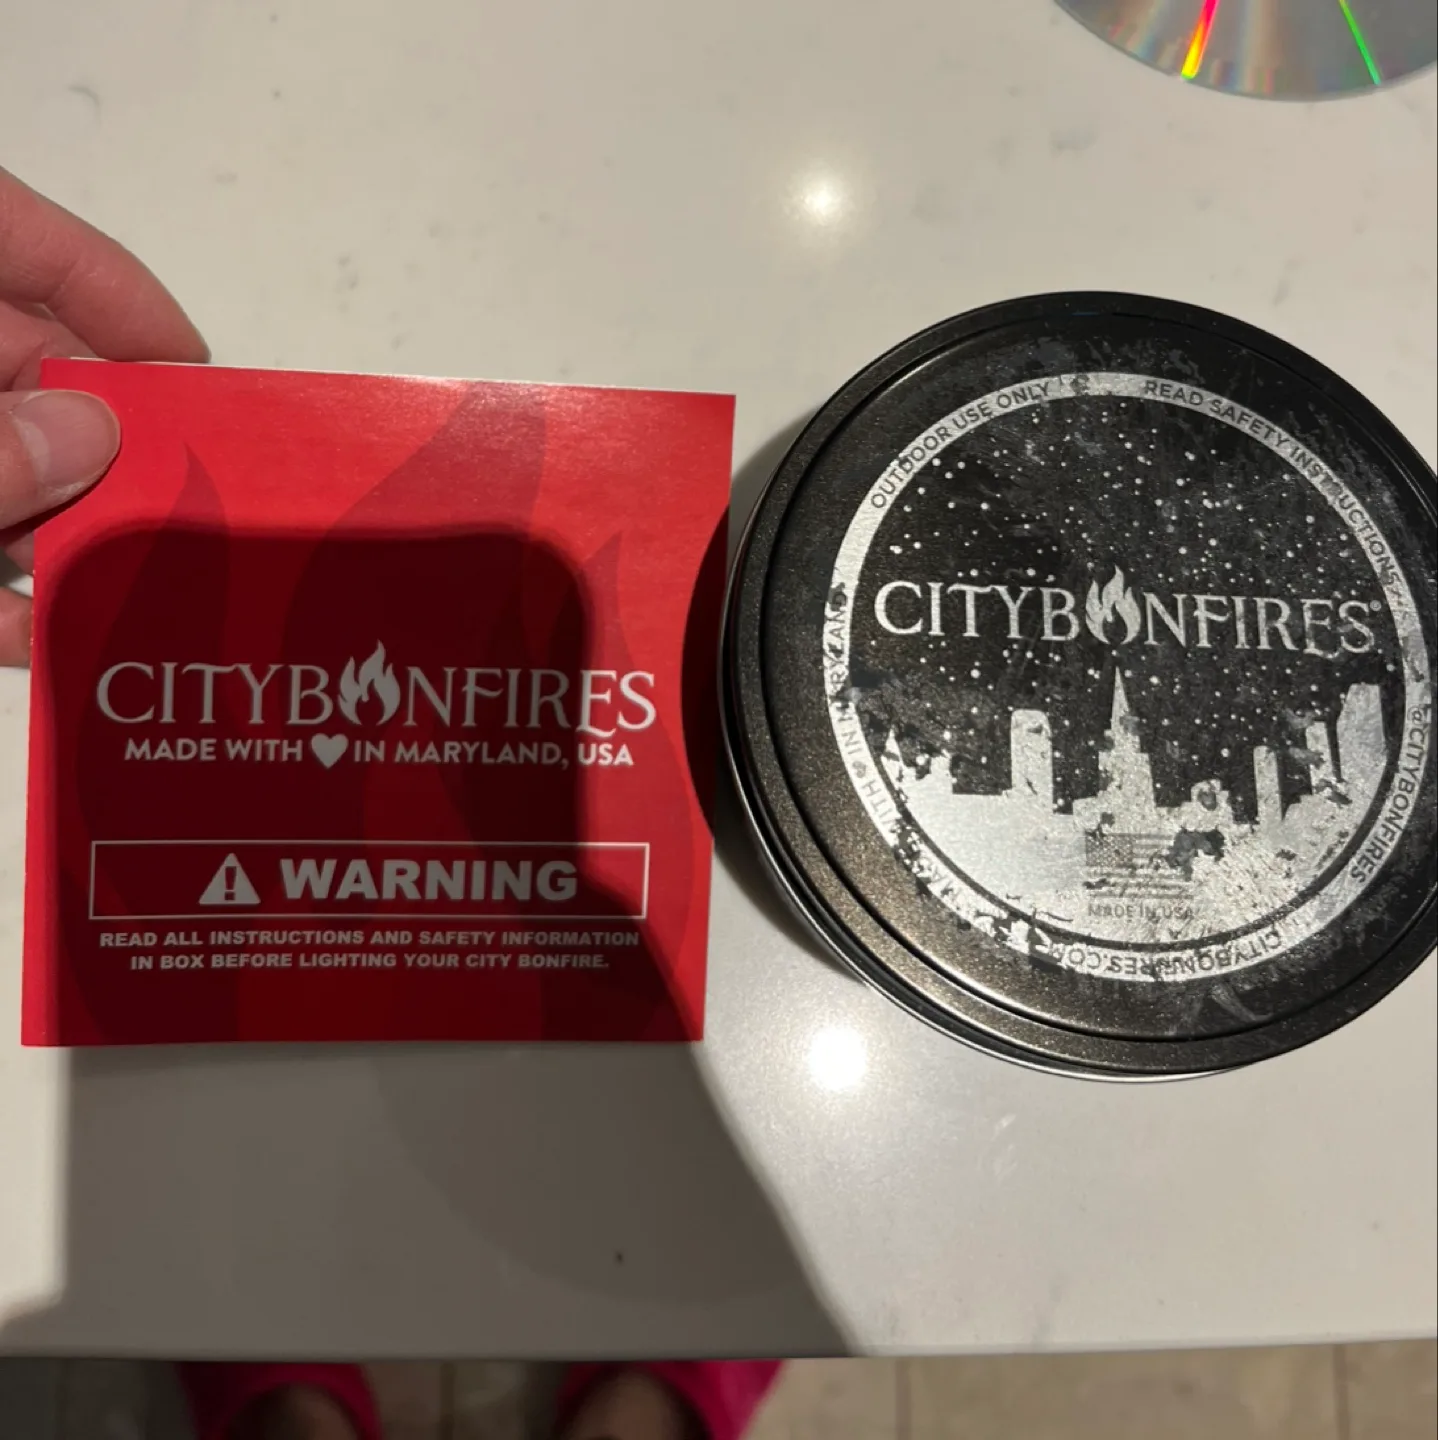 CITYBONFIRES
MADE WITH IN MARYLAND, USA
WARNING
READ ALL INSTRUCTIONS AND SAFETY INFORMATION
IN BOX BEFORE LIGHTING YOUR CITY BONFIRE.
OUTDOOR USE ONLY
READ SAFETY INSTRUCTIONS
CITYBONFIRES®
@CITYBONFIRES
MADE IN USA
CITYBONFIRES.COM
WITH IN MARYLAND